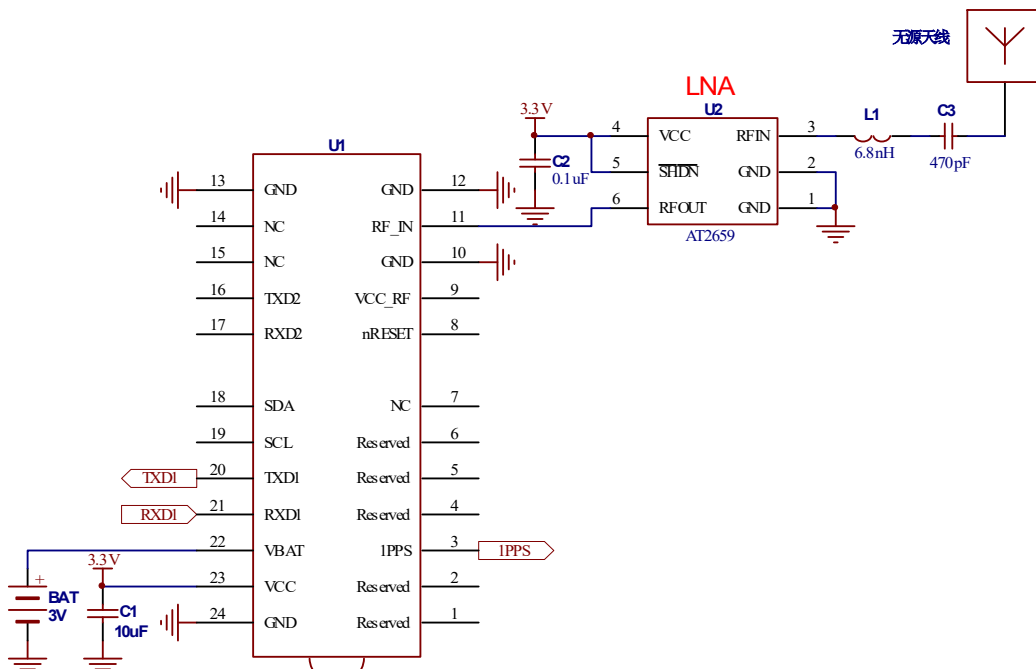 无源天线
LNA
U2
3.3V
4
VCC
RFIN
3
L1
6.8nH
C3
470pF
C2
0.1uF
5
SHDN
GND
2
6
RFOUT
GND
1
AT2659
U1
13
GND
GND
12
14
NC
RF_IN
11
15
NC
GND
10
16
TXD2
VCC_RF
9
17
RXD2
nRESET
8
18
SDA
NC
7
19
SCL
Reserved
6
TXD1
20
TXD1
Reserved
5
RXD1
21
RXD1
Reserved
4
22
VBAT
1PPS
3
1PPS
3.3V
23
VCC
Reserved
2
+
BAT
3V
C1
10uF
24
GND
Reserved
1